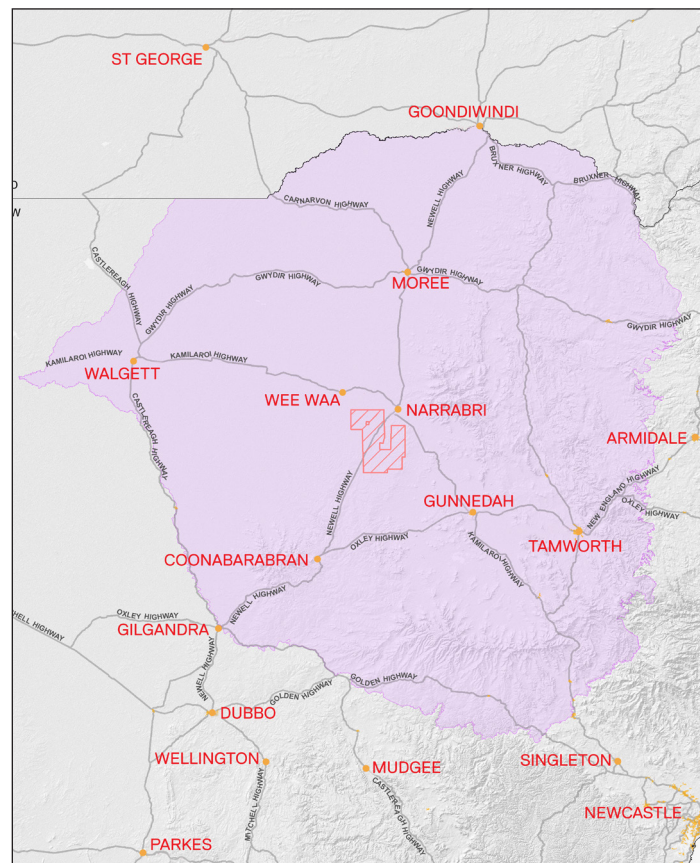 ST GEORGE
GOONDIWINDI
BRUXNER HIGHWAY
BRUXNER HIGHWAY
NEWELL HIGHWAY
CARNARVON HIGHWAY
W
CASTLEREAGH HIGHWAY
GWYDIR HIGHWAY
GWYDIR HIGHWAY
GWYDIR HIGHWAY
MOREE
GWYDIR HIGHWAY
KAMILAROI HIGHWAY
KAMILAROI HIGHWAY
WALGETT
WEE WAA
NARRABRI
CASTLEREAGH HIGHWAY
ARMIDALE
NEW ENGLAND HIGHWAY
OXLEY HIGHWAY
NEWELL HIGHWAY
GUNNEDAH
OXLEY HIGHWAY
TAMWORTH
KAMILAROI HIGHWAY
COONABARABRAN
NEWELL HIGHWAY
OXLEY HIGHWAY
CHELL HIGHWAY
GILGANDRA
NEWELL HIGHWAY
GOLDEN HIGHWAY
GOLDEN HIGHWAY
DUBBO
WELLINGTON
MUDGEE
SINGLETON
MITCHELL HIGHWAY
CASTLEREAGH HIGHWAY
NEWCASTLE
PARKES